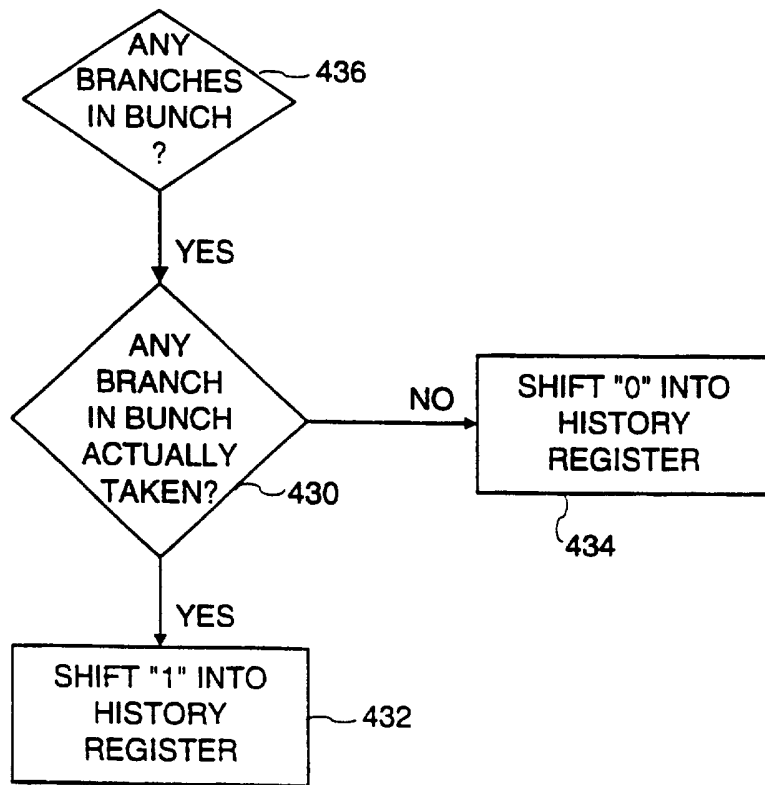 ANY
BRANCHES
IN BUNCH
?
436
YES
ANY
BRANCH
IN BUNCH
ACTUALLY
TAKEN?
430
NO
SHIFT "0" INTO
HISTORY
REGISTER
434
YES
SHIFT "1" INTO
HISTORY
REGISTER
432